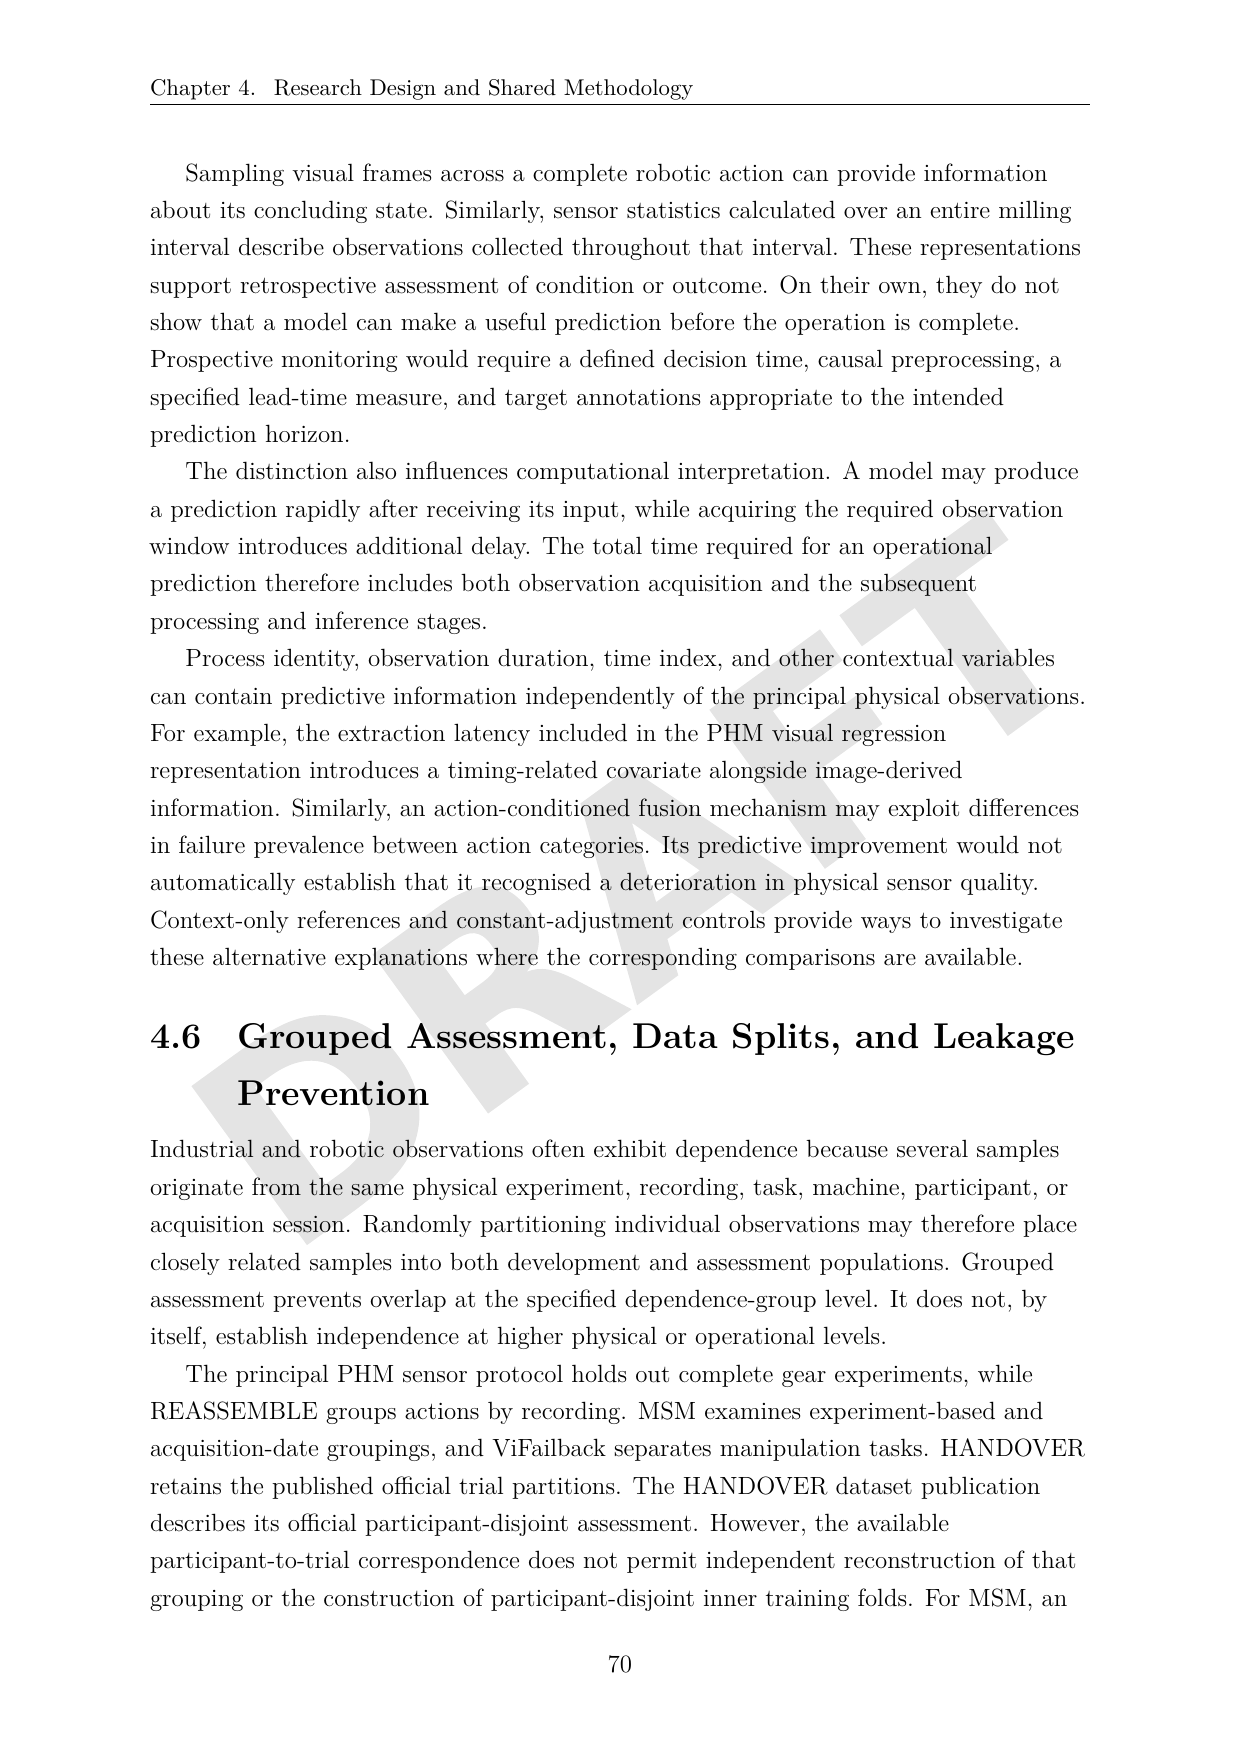 Chapter 4. Research Design and Shared Methodology
Sampling visual frames across a complete robotic action can provide information
about its concluding state. Similarly, sensor statistics calculated over an entire milling
interval describe observations collected throughout that interval. These representations
support retrospective assessment of condition or outcome. On their own, they do not
show that a model can make a useful prediction before the operation is complete.
Prospective monitoring would require a defined decision time, causal preprocessing, a
specified lead-time measure, and target annotations appropriate to the intended
prediction horizon.
The distinction also influences computational interpretation. A model may produce
a prediction rapidly after receiving its input, while acquiring the required observation
window introduces additional delay. The total time required for an operational
prediction therefore includes both observation acquisition and the subsequent
processing and inference stages.
Process identity, observation duration, time index, and other contextual variables
can contain predictive information independently of the principal physical observations.
For example, the extraction latency included in the PHM visual regression
representation introduces a timing-related covariate alongside image-derived
information. Similarly, an action-conditioned fusion mechanism may exploit differences
in failure prevalence between action categories. Its predictive improvement would not
automatically establish that it recognised a deterioration in physical sensor quality.
Context-only references and constant-adjustment controls provide ways to investigate
these alternative explanations where the corresponding comparisons are available.
4.6 Grouped Assessment, Data Splits, and Leakage
Prevention
Industrial and robotic observations often exhibit dependence because several samples
originate from the same physical experiment, recording, task, machine, participant, or
acquisition session. Randomly partitioning individual observations may therefore place
closely related samples into both development and assessment populations. Grouped
assessment prevents overlap at the specified dependence-group level. It does not, by
itself, establish independence at higher physical or operational levels.
The principal PHM sensor protocol holds out complete gear experiments, while
REASSEMBLE groups actions by recording. MSM examines experiment-based and
acquisition-date groupings, and ViFailback separates manipulation tasks. HANDOVER
retains the published official trial partitions. The HANDOVER dataset publication
describes its official participant-disjoint assessment. However, the available
participant-to-trial correspondence does not permit independent reconstruction of that
grouping or the construction of participant-disjoint inner training folds. For MSM, an
70
DRAFT